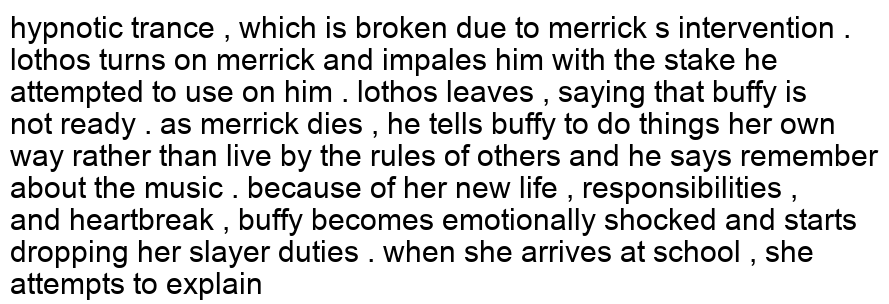 hypnotic trance , which is broken due to merrick s intervention .
lothos turns on merrick and impales him with the stake he
attempted to use on him . lothos leaves , saying that buffy is
not ready . as merrick dies , he tells buffy to do things her own
way rather than live by the rules of others and he says remember
about the music . because of her new life , responsibilities ,
and heartbreak , buffy becomes emotionally shocked and starts
dropping her slayer duties . when she arrives at school , she
attempts to explain